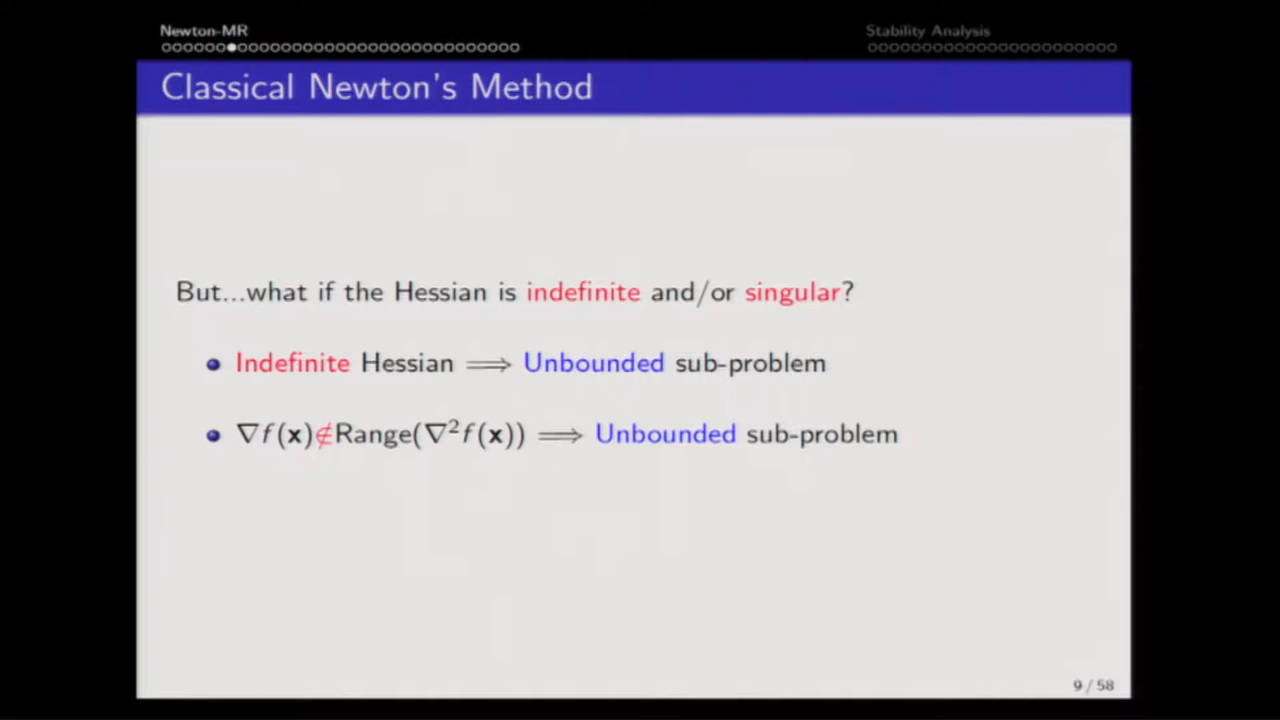 Newton-MR
Stability Analysis
Classical Newton's Method
But...what if the Hessian is indefinite and/or singular?
Indefinite Hessian ⟹ Unbounded sub-problem
∇f(x)∉Range(∇²f(x)) ⟹ Unbounded sub-problem
9 / 58